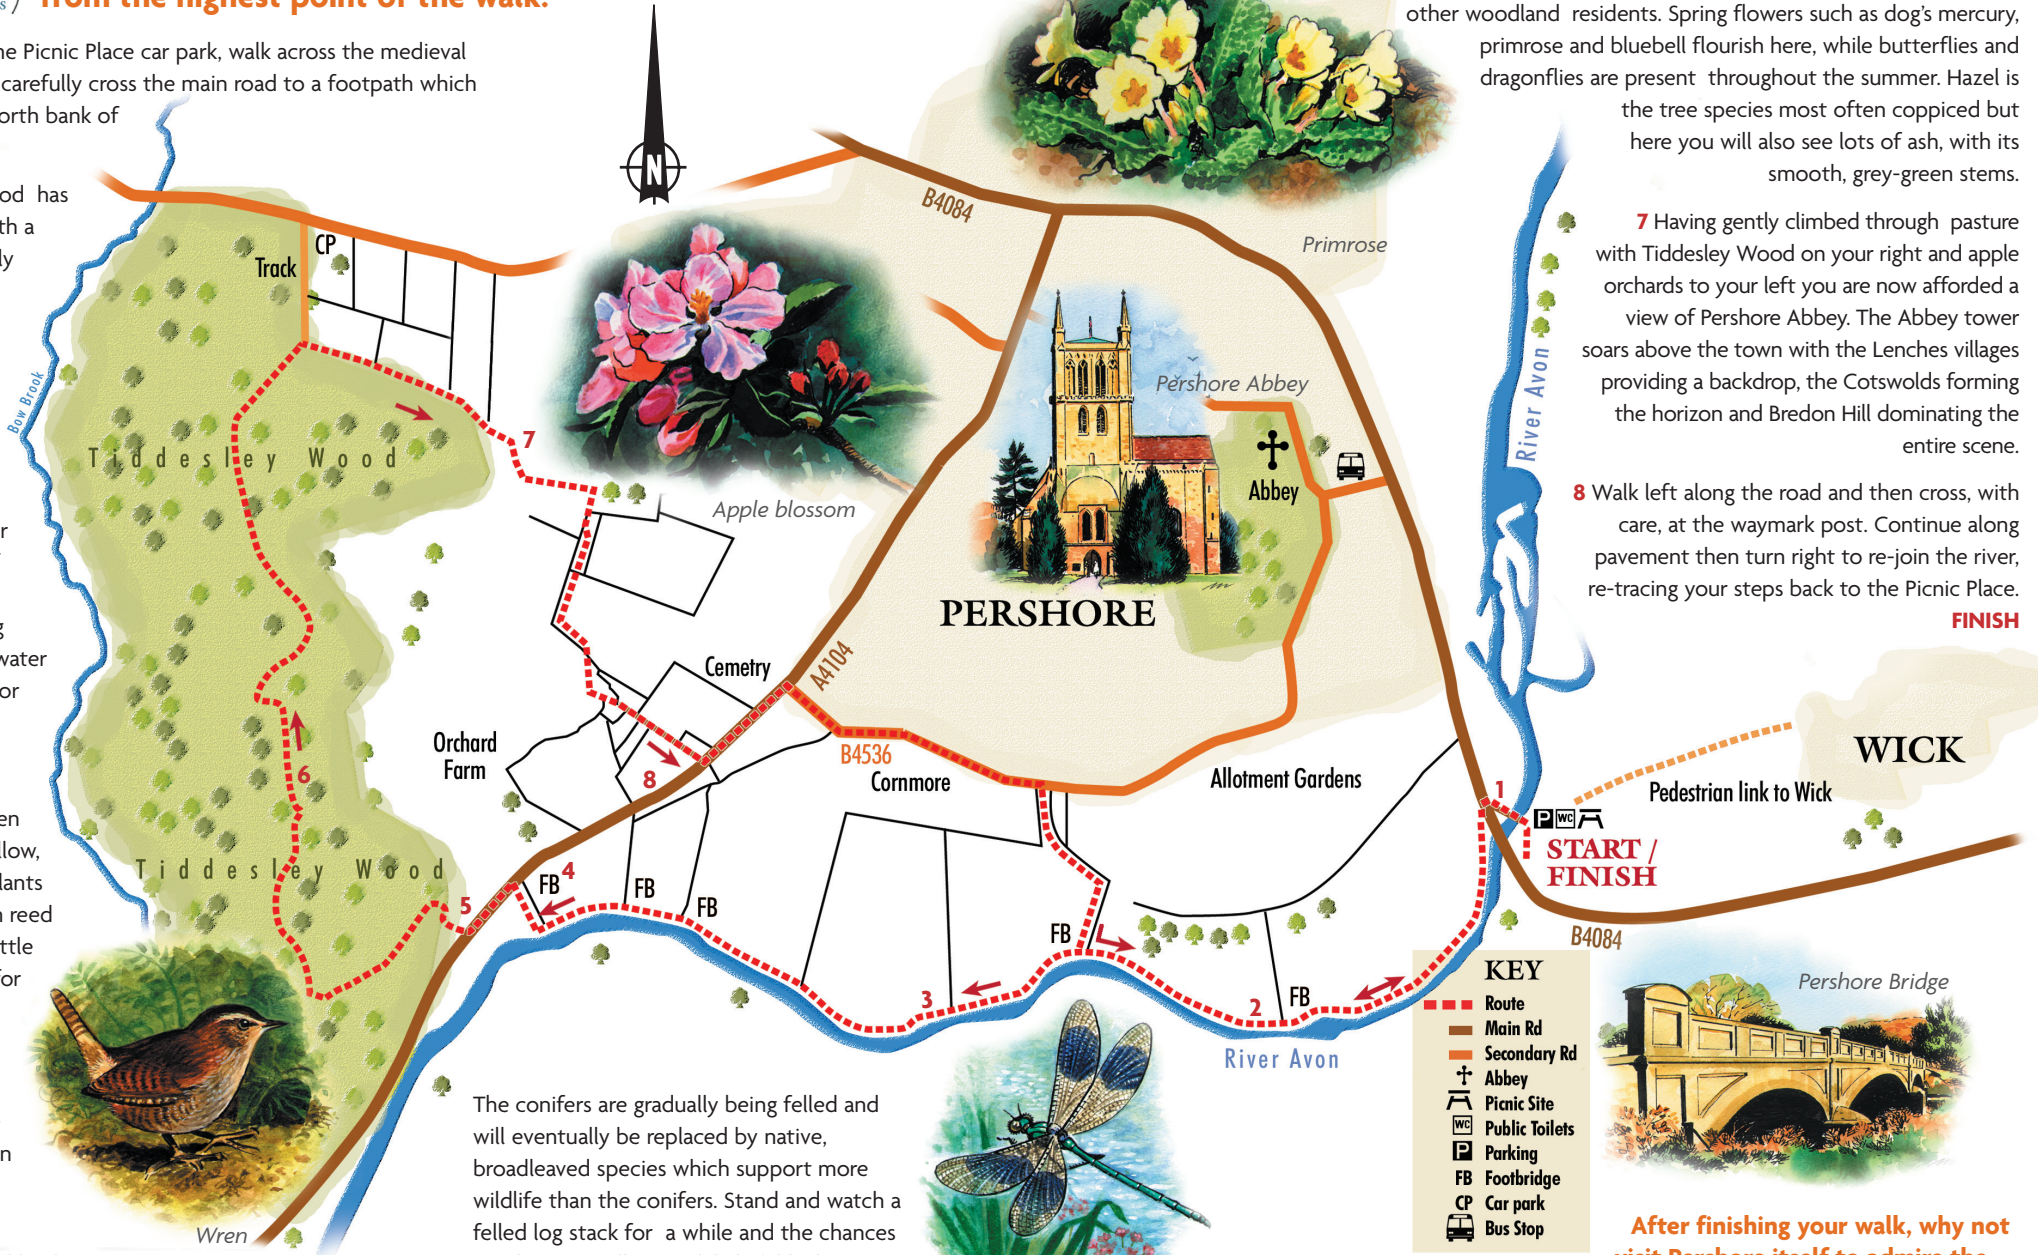 from the highest point of the walk.
ne Picnic Place car park, walk across the medieval
carefully cross the main road to a footpath which
orth bank of
od has
th a
ly
r
g
water
or
en
llow,
lants
n reed
ttle
for
n
other woodland residents. Spring flowers such as dog's mercury,
primrose and bluebell flourish here, while butterflies and
dragonflies are present throughout the summer. Hazel is
the tree species most often coppiced but
here you will also see lots of ash, with its
smooth, grey-green stems.
7 Having gently climbed through pasture
with Tiddesley Wood on your right and apple
orchards to your left you are now afforded a
view of Pershore Abbey. The Abbey tower
soars above the town with the Lenches villages
providing a backdrop, the Cotswolds forming
the horizon and Bredon Hill dominating the
entire scene.
8 Walk left along the road and then cross, with
care, at the waymark post. Continue along
pavement then turn right to re-join the river,
re-tracing your steps back to the Picnic Place.
FINISH
N
B4084
Primrose
CP
Track
Bow Brook
River Avon
Pershore Abbey
Tiddesley Wood
7
Abbey
Apple blossom
PERSHORE
Cemetry
A4104
WICK
Orchard
Farm
B4536
Cornmore
Allotment Gardens
Pedestrian link to Wick
6
8
1
P WC
START /
FINISH
Tiddesley Wood
5
FB
4
FB
FB
FB
B4084
3
2
FB
River Avon
KEY
Route
Main Rd
Secondary Rd
Abbey
Picnic Site
WC Public Toilets
P Parking
FB Footbridge
CP Car park
Bus Stop
Pershore Bridge
Wren
The conifers are gradually being felled and
will eventually be replaced by native,
broadleaved species which support more
wildlife than the conifers. Stand and watch a
felled log stack for a while and the chances
After finishing your walk, why not
visit Pershore itself to admire the